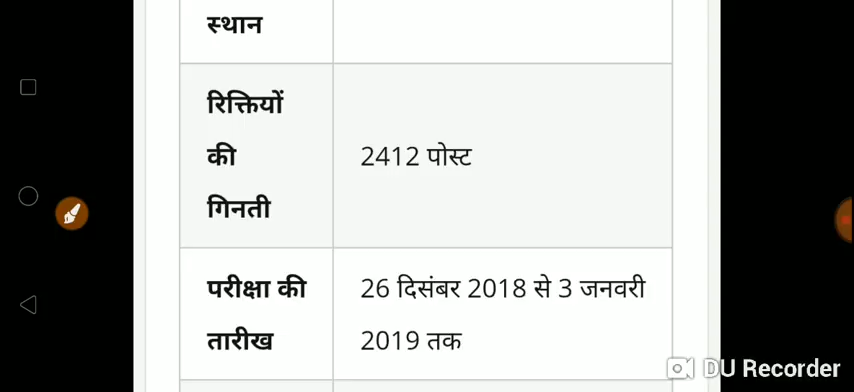 स्थान
रिक्तियों
की
गिनती
2412 पोस्ट
परीक्षा की
तारीख
26 दिसंबर 2018 से 3 जनवरी
2019 तक
DU Recorder